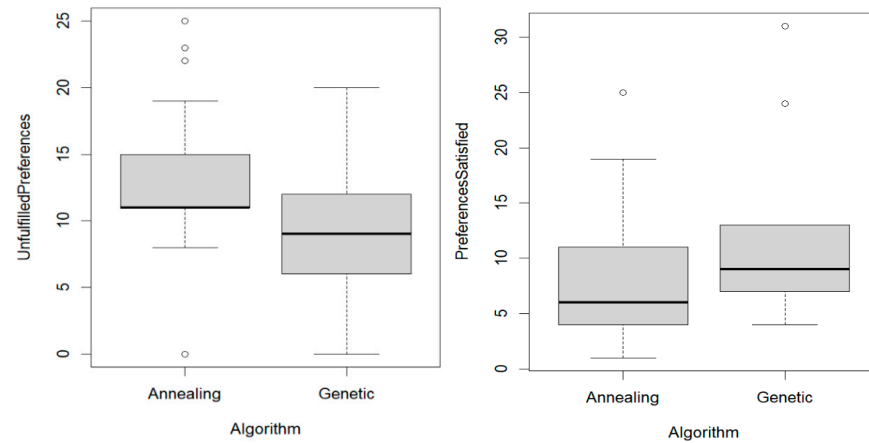 UnfulfilledPreferences
25
20
15
10
5
0
Annealing
Genetic
Algorithm
PreferencesSatisfied
30
25
20
15
10
5
0
Annealing
Genetic
Algorithm